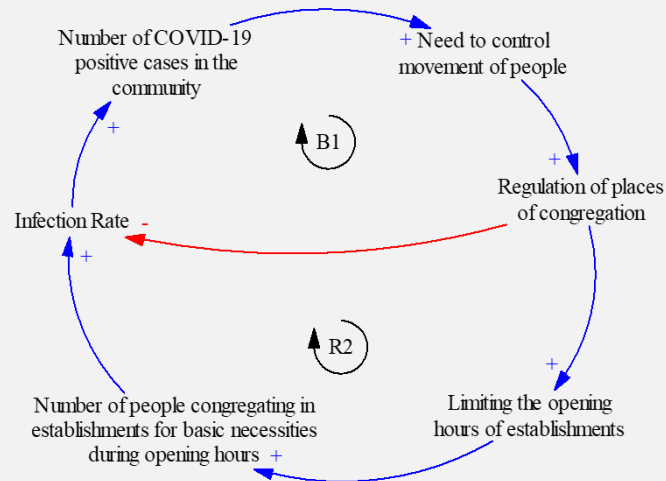 Number of COVID-19
positive cases in the
community
+
+ Need to control
movement of people
B1
+
Regulation of places
of congregation
Infection Rate -
+
R2
+
Limiting the opening
hours of establishments
Number of people congregating in
establishments for basic necessities
during opening hours +